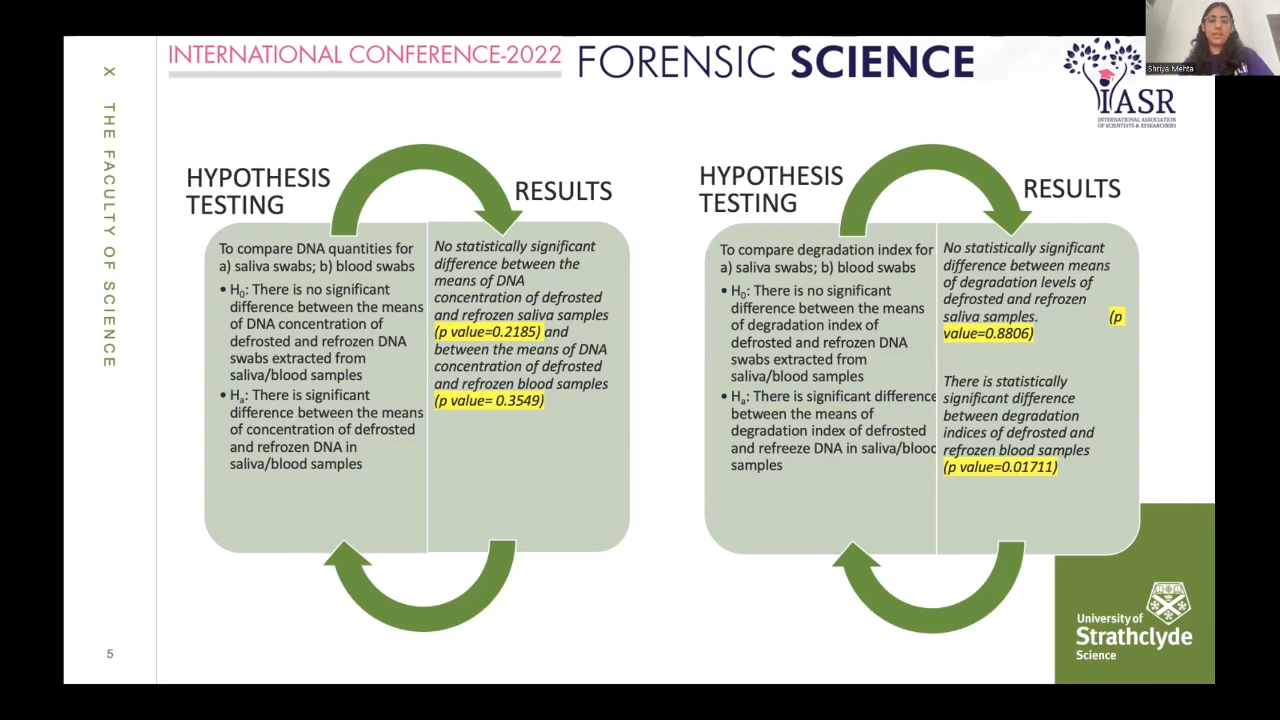 INTERNATIONAL CONFERENCE-2022 FORENSIC SCIENCE
Shriya Mehta
IASR
INTERNATIONAL ASSOCIATION
OF SCIENTISTS & RESEARCHERS
X THE FACULTY OF SCIENCE
HYPOTHESIS
TESTING
RESULTS
To compare DNA quantities for
a) saliva swabs; b) blood swabs
• H₀: There is no significant
difference between the means
of DNA concentration of
defrosted and refrozen DNA
swabs extracted from
saliva/blood samples
• Hₐ: There is significant
difference between the means
of concentration of defrosted
and refrozen DNA in
saliva/blood samples
No statistically significant
difference between the
means of DNA
concentration of defrosted
and refrozen saliva samples
(p value=0.2185) and
between the means of DNA
concentration of defrosted
and refrozen blood samples
(p value= 0.3549)
HYPOTHESIS
TESTING
RESULTS
To compare degradation index for
a) saliva swabs; b) blood swabs
• H₀: There is no significant
difference between the means
of degradation index of
defrosted and refrozen DNA
swabs extracted from
saliva/blood samples
• Hₐ: There is significant difference
between the means of
degradation index of defrosted
and refreeze DNA in saliva/blood
samples
No statistically significant
difference between means
of degradation levels of
defrosted and refrozen
saliva samples. (p
value=0.8806)
There is statistically
significant difference
between degradation
indices of defrosted and
refrozen blood samples
(p value=0.01711)
5
University of
Strathclyde
Science